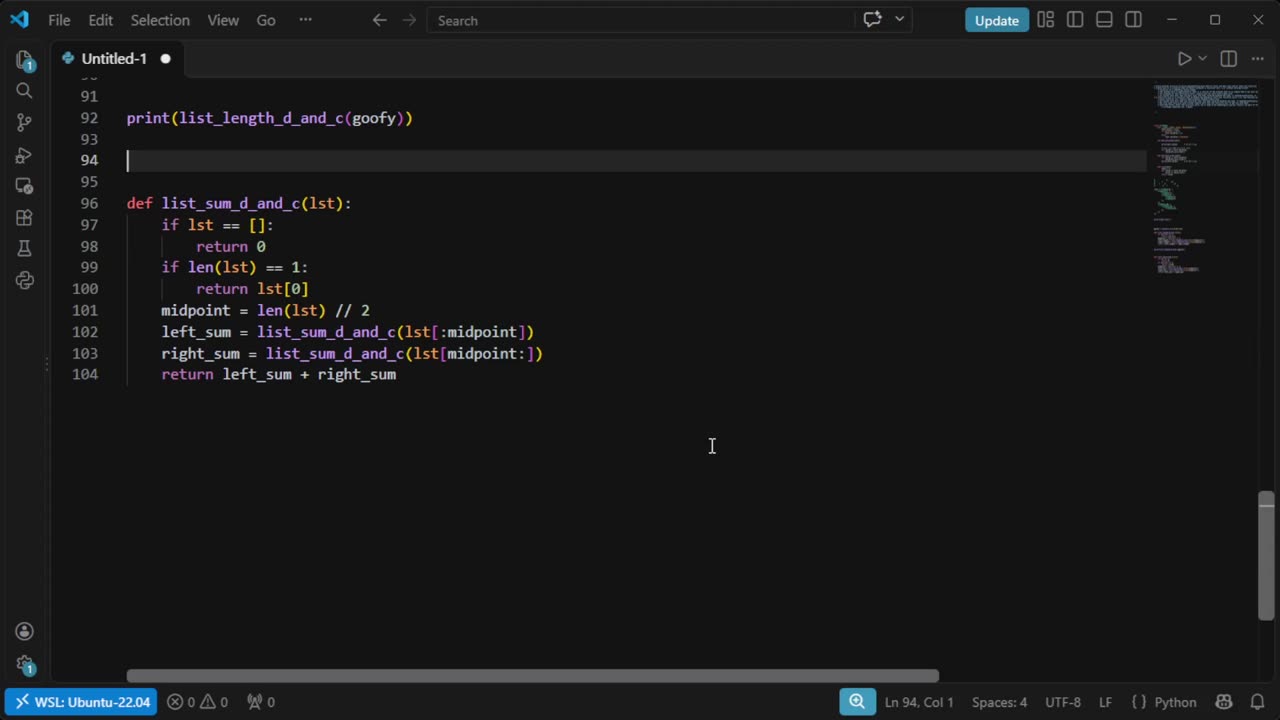 File Edit Selection View Go ··· Search Update
Untitled-1
91
92 print(list_length_d_and_c(goofy))
93
94
95
96 def list_sum_d_and_c(lst):
97 if lst == []:
98 return 0
99 if len(lst) == 1:
100 return lst[0]
101 midpoint = len(lst) // 2
102 left_sum = list_sum_d_and_c(lst[:midpoint])
103 right_sum = list_sum_d_and_c(lst[midpoint:])
104 return left_sum + right_sum
1
1
WSL: Ubuntu-22.04 0 0 0 Ln 94, Col 1 Spaces: 4 UTF-8 LF {} Python